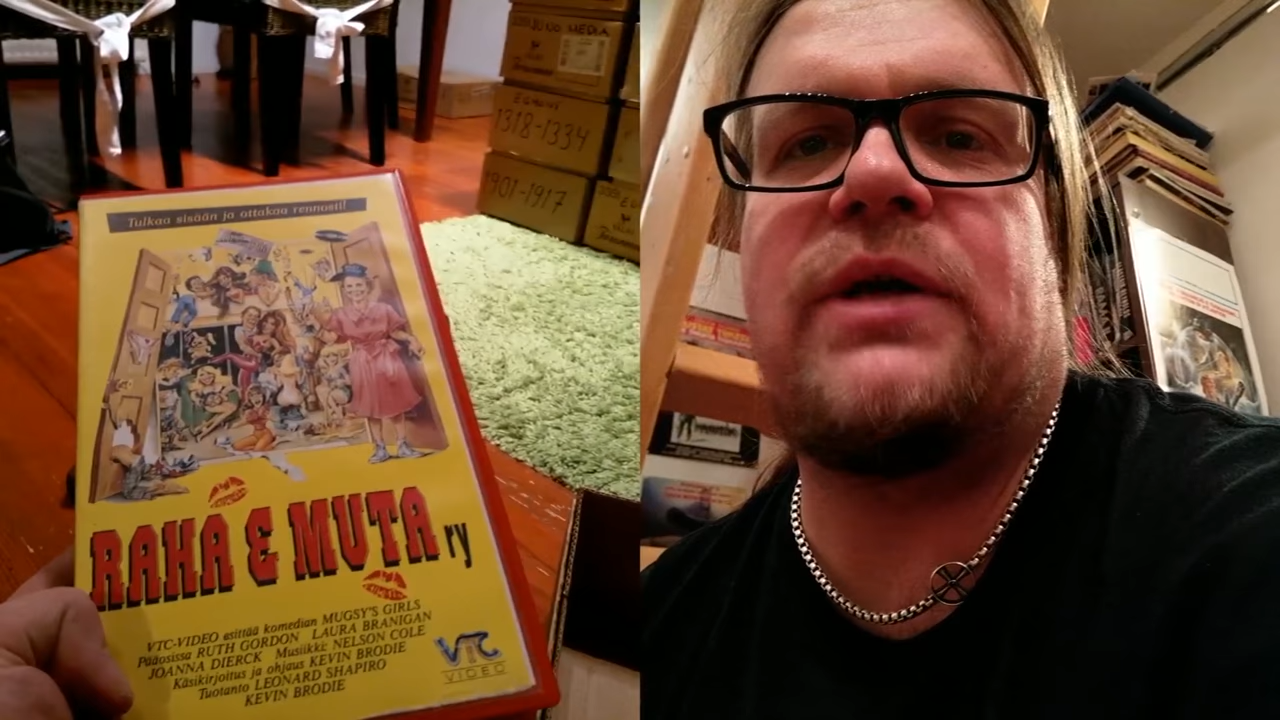 Tulkaa sisään ja ottakaa rennosti!
RAHA & MUTA ry
VTC-VIDEO esittää komedian MUGSY'S GIRLS
Pääosissa RUTH GORDON LAURA BRANIGAN
JOANNA DIERCK Musiikki: NELSON COLE
Käsikirjoitus ja ohjaus KEVIN BRODIE
Tuotanto LEONARD SHAPIRO
KEVIN BRODIE
VTC
VIDEO
MEDIA
EGMONT
1318-1334
1901-1917